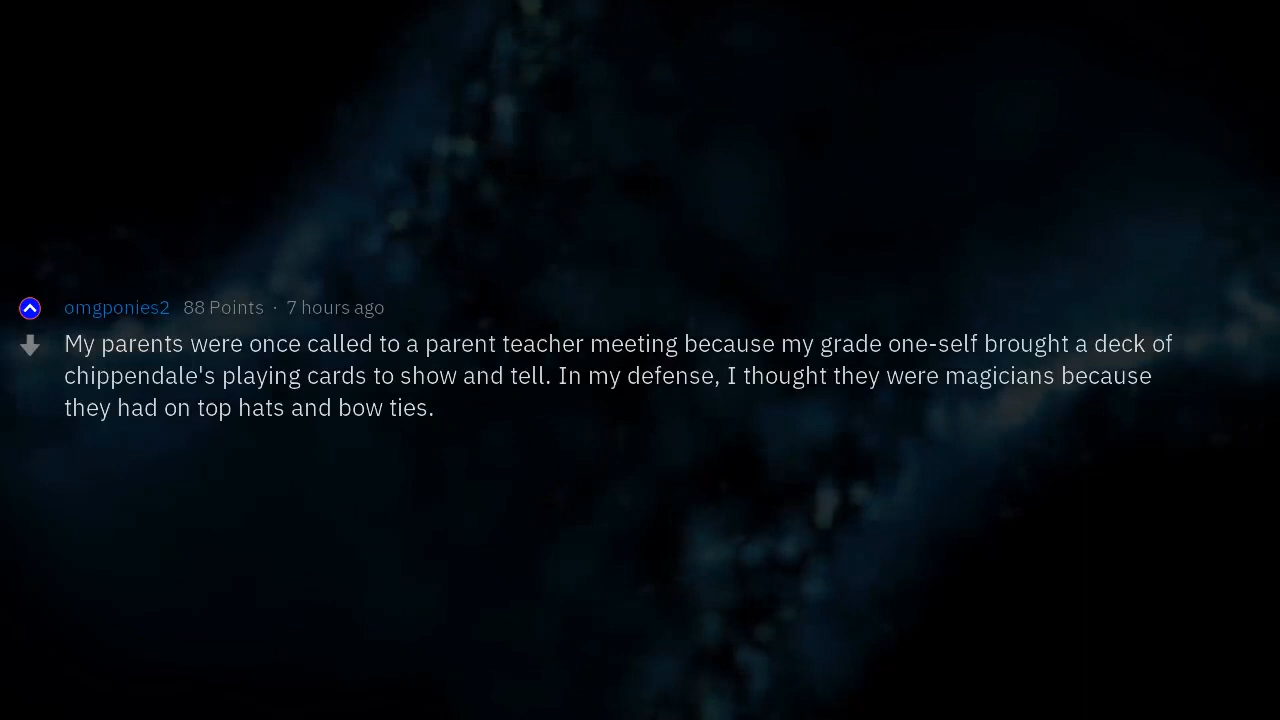 omgponies2 88 Points · 7 hours ago
My parents were once called to a parent teacher meeting because my grade one-self brought a deck of
chippendale's playing cards to show and tell. In my defense, I thought they were magicians because
they had on top hats and bow ties.